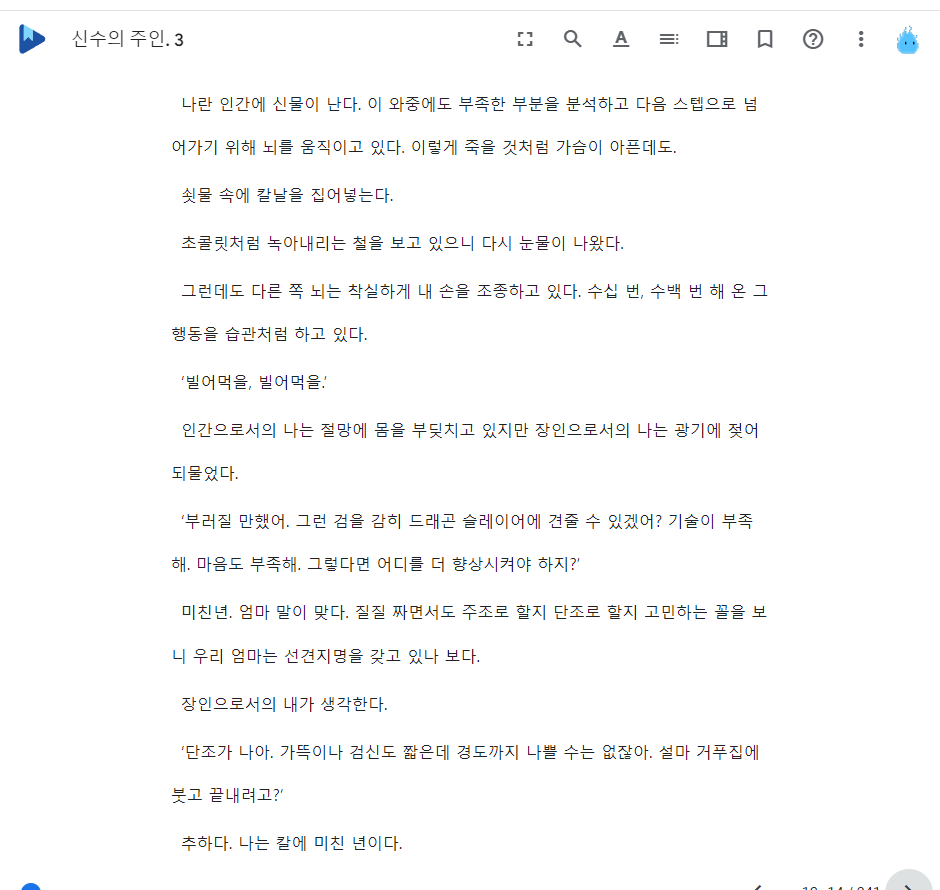 신수의 주인. 3
나란 인간에 신물이 난다. 이 와중에도 부족한 부분을 분석하고 다음 스텝으로 넘
어가기 위해 뇌를 움직이고 있다. 이렇게 죽을 것처럼 가슴이 아픈데도.
쇳물 속에 칼날을 집어넣는다.
초콜릿처럼 녹아내리는 철을 보고 있으니 다시 눈물이 나왔다.
그런데도 다른 쪽 뇌는 착실하게 내 손을 조종하고 있다. 수십 번, 수백 번 해 온 그
행동을 습관처럼 하고 있다.
‘빌어먹을, 빌어먹을.’
인간으로서의 나는 절망에 몸을 부딪치고 있지만 장인으로서의 나는 광기에 젖어
되물었다.
‘부러질 만했어. 그런 검을 감히 드래곤 슬레이어에 견줄 수 있겠어? 기술이 부족
해. 마음도 부족해. 그렇다면 어디를 더 향상시켜야 하지?’
미친년. 엄마 말이 맞다. 질질 짜면서도 주조로 할지 단조로 할지 고민하는 꼴을 보
니 우리 엄마는 선견지명을 갖고 있나 보다.
장인으로서의 내가 생각한다.
‘단조가 나아. 가뜩이나 검신도 짧은데 경도까지 나쁠 수는 없잖아. 설마 거푸집에
붓고 끝내려고?’
추하다. 나는 칼에 미친 년이다.